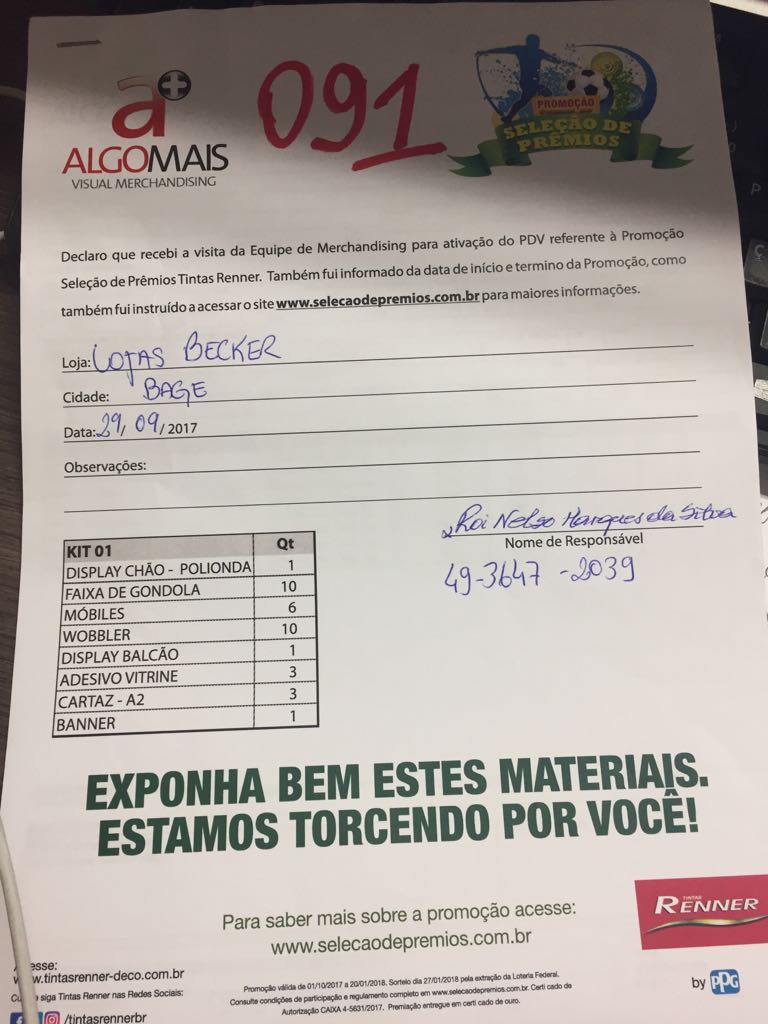 a+
ALGOMAIS
VISUAL MERCHANDISING
091
PROMOÇÃO
SELEÇÃO DE
PRÊMIOS
Declaro que recebi a visita da Equipe de Merchandising para ativação do PDV referente à Promoção
Seleção de Prêmios Tintas Renner. Também fui informado da data de início e termino da Promoção, como
também fui instruído a acessar o site www.selecaodepremios.com.br para maiores informações.
Loja: LOJAS BECKER
Cidade: BAGE
Data: 29/09/2017
Observações:
Roi Nelso Marques da Silva
Nome de Responsável
49-3647-2039
KIT 01 Qt
DISPLAY CHÃO - POLIONDA 1
FAIXA DE GONDOLA 10
MÓBILES 6
WOBBLER 10
DISPLAY BALCÃO 1
ADESIVO VITRINE 3
CARTAZ - A2 3
BANNER 1
EXPONHA BEM ESTES MATERIAIS.
ESTAMOS TORCENDO POR VOCÊ!
Para saber mais sobre a promoção acesse:
www.selecaodepremios.com.br
TINTAS
RENNER
by PPG
esse:
www.tintasrenner-deco.com.br
siga Tintas Renner nas Redes Sociais:
/tintasrennerbr
Promoção válida de 01/10/2017 a 20/01/2018. Sorteio dia 27/01/2018 pela extração da Loteria Federal.
Consulte condições de participação e regulamento completo em www.selecaodepremios.com.br. Certi cado de
Autorização CAIXA 4-5631/2017. Premiação entregue em certi cado de ouro.